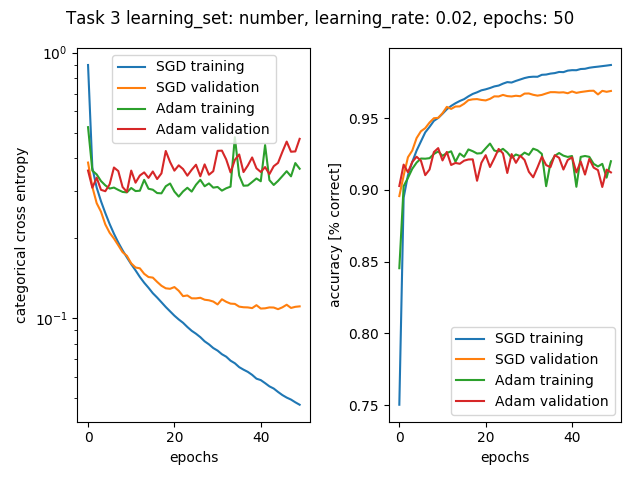 Task 3 learning_set: number, learning_rate: 0.02, epochs: 50
10⁰
10⁻¹
categorical cross entropy
SGD training
SGD validation
Adam training
Adam validation
0
20
40
epochs
0.95
0.90
0.85
0.80
0.75
accuracy [% correct]
SGD training
SGD validation
Adam training
Adam validation
0
20
40
epochs